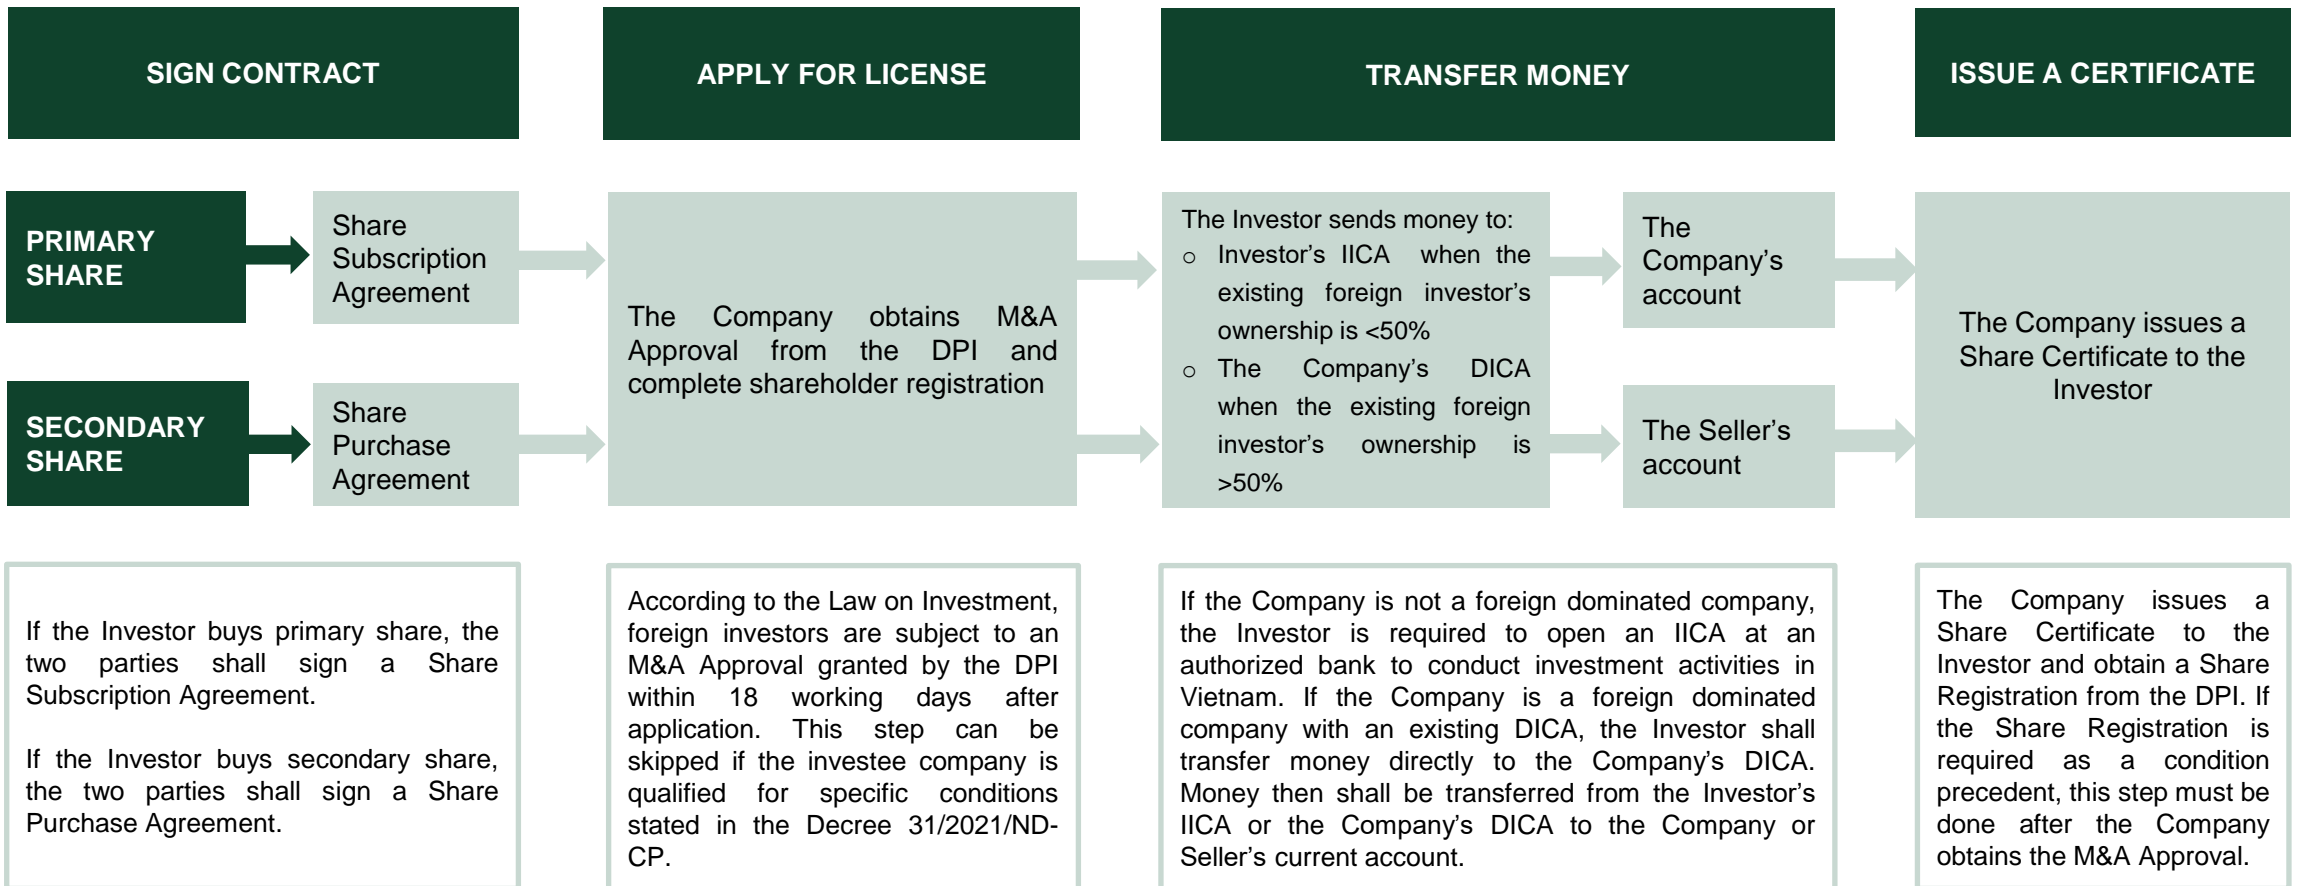 SIGN CONTRACT
APPLY FOR LICENSE
TRANSFER MONEY
ISSUE A CERTIFICATE
PRIMARY
SHARE
Share
Subscription
Agreement
SECONDARY
SHARE
Share
Purchase
Agreement
The Company obtains M&A
Approval from the DPI and
complete shareholder registration
The Investor sends money to:
o Investor’s IICA when the
existing foreign investor’s
ownership is <50%
o The Company’s DICA
when the existing foreign
investor’s ownership is
>50%
The
Company’s
account
The Seller’s
account
The Company issues a
Share Certificate to the
Investor
If the Investor buys primary share, the
two parties shall sign a Share
Subscription Agreement.
If the Investor buys secondary share,
the two parties shall sign a Share
Purchase Agreement.
According to the Law on Investment,
foreign investors are subject to an
M&A Approval granted by the DPI
within 18 working days after
application. This step can be
skipped if the investee company is
qualified for specific conditions
stated in the Decree 31/2021/ND-
CP.
If the Company is not a foreign dominated company,
the Investor is required to open an IICA at an
authorized bank to conduct investment activities in
Vietnam. If the Company is a foreign dominated
company with an existing DICA, the Investor shall
transfer money directly to the Company’s DICA.
Money then shall be transferred from the Investor’s
IICA or the Company’s DICA to the Company or
Seller’s current account.
The Company issues a
Share Certificate to the
Investor and obtain a Share
Registration from the DPI. If
the Share Registration is
required as a condition
precedent, this step must be
done after the Company
obtains the M&A Approval.